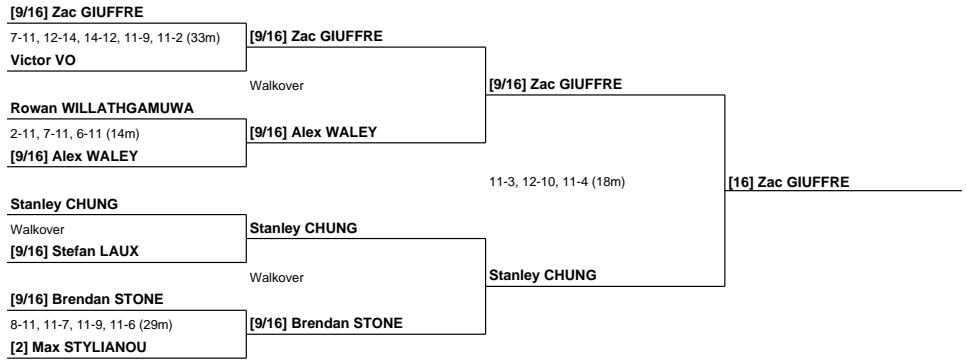 [9/16] Zac GIUFFRE
7-11, 12-14, 14-12, 11-9, 11-2 (33m)
Victor VO
[9/16] Zac GIUFFRE
Walkover
Rowan WILLATHGAMUWA
2-11, 7-11, 6-11 (14m)
[9/16] Alex WALEY
[9/16] Alex WALEY
[9/16] Zac GIUFFRE
11-3, 12-10, 11-4 (18m)
[16] Zac GIUFFRE
Stanley CHUNG
Walkover
[9/16] Stefan LAUX
Stanley CHUNG
Walkover
Stanley CHUNG
[9/16] Brendan STONE
8-11, 11-7, 11-9, 11-6 (29m)
[2] Max STYLIANOU
[9/16] Brendan STONE